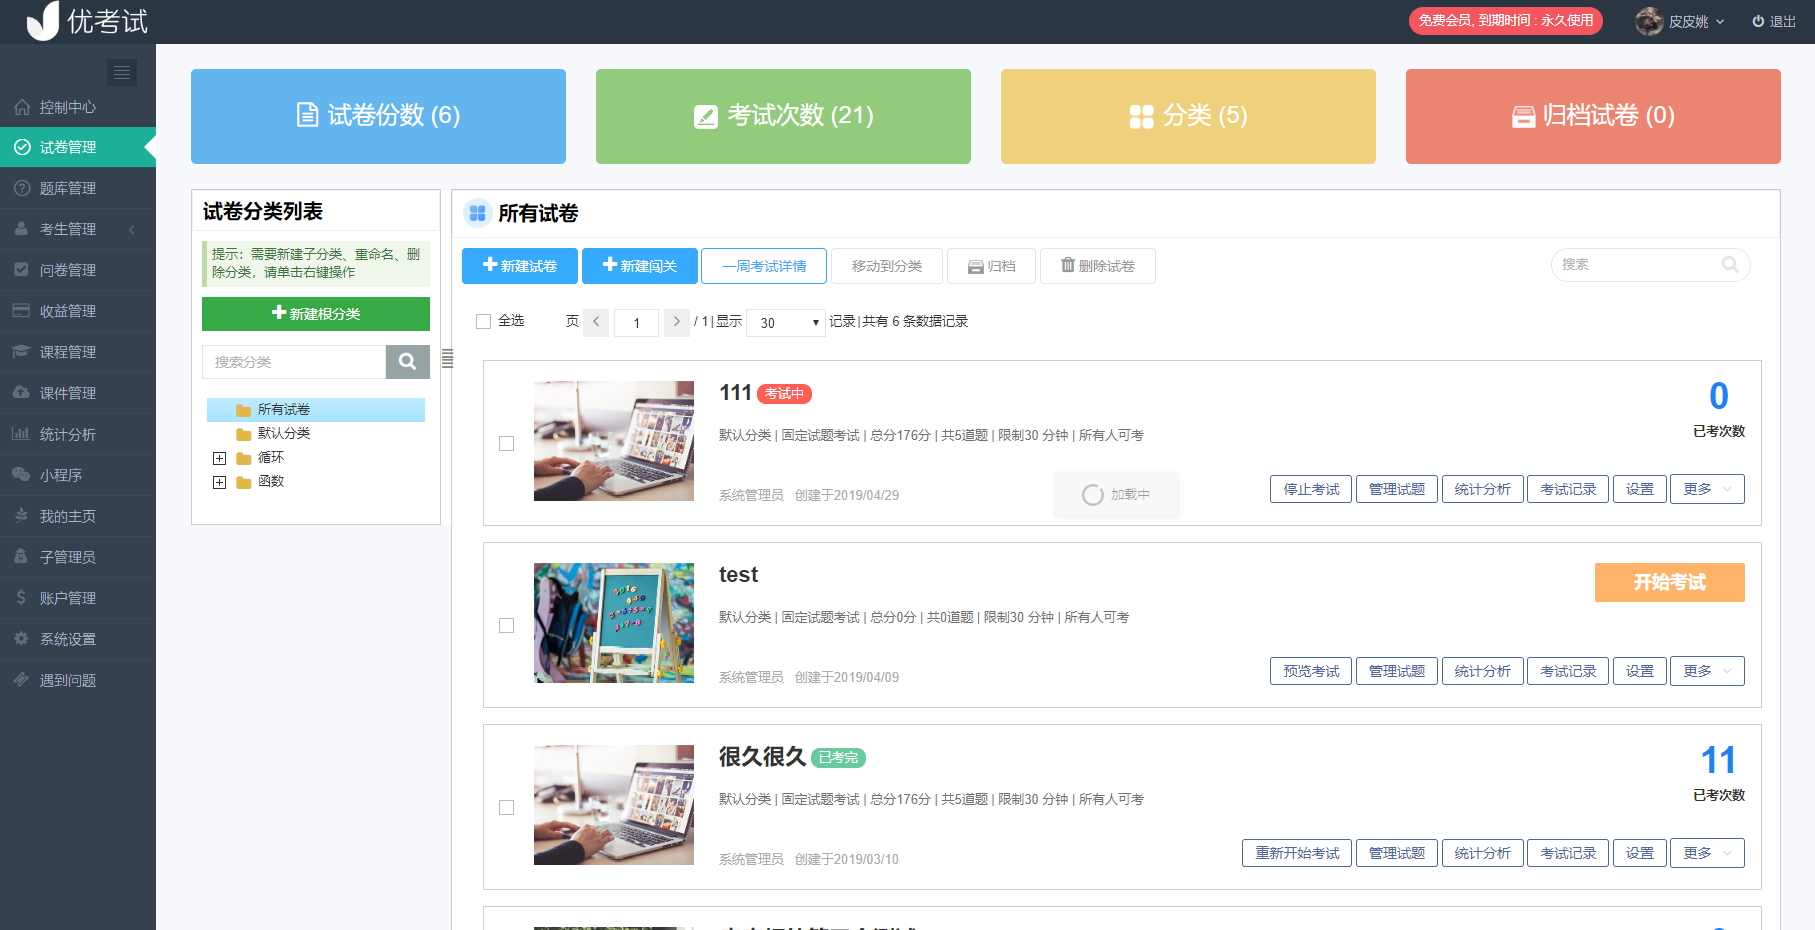 优考试
免费会员, 到期时间 : 永久使用
皮皮姚
退出
控制中心
试卷管理
题库管理
考生管理
问卷管理
收益管理
课程管理
课件管理
统计分析
小程序
我的主页
子管理员
账户管理
系统设置
遇到问题
试卷份数 (6)
考试次数 (21)
分类 (5)
归档试卷 (0)
试卷分类列表
提示：需要新建子分类、重命名、删
除分类，请单击右键操作
新建根分类
搜索分类
所有试卷
默认分类
循环
函数
所有试卷
新建试卷
新建闯关
一周考试详情
移动到分类
归档
删除试卷
搜索
全选 页 1 / 1 | 显示 30 记录 | 共有 6 条数据记录
111 考试中
默认分类 | 固定试题考试 | 总分176分 | 共5道题 | 限制30 分钟 | 所有人可考
系统管理员 创建于2019/04/29
加载中
0
已考次数
停止考试 管理试题 统计分析 考试记录 设置 更多
test
默认分类 | 固定试题考试 | 总分0分 | 共0道题 | 限制30 分钟 | 所有人可考
系统管理员 创建于2019/04/09
开始考试
预览考试 管理试题 统计分析 考试记录 设置 更多
很久很久 已考完
默认分类 | 固定试题考试 | 总分176分 | 共5道题 | 限制30 分钟 | 所有人可考
系统管理员 创建于2019/03/10
11
已考次数
重新开始考试 管理试题 统计分析 考试记录 设置 更多